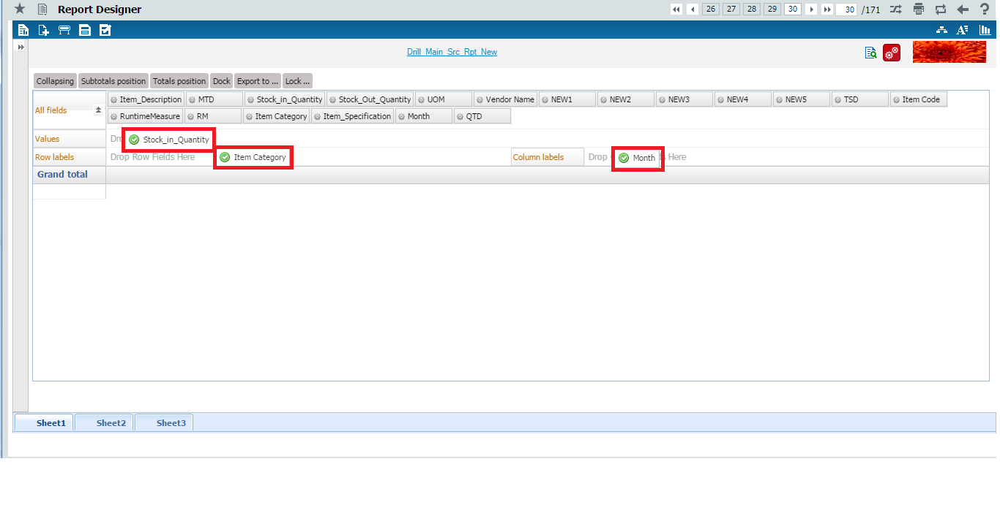 Report Designer 26 27 28 29 30 30 /171 ?
Drill_Main_Src_Rpt_New
Collapsing Subtotals position Totals position Dock Export to ... Lock ...
All fields
Item_Description MTD Stock_in_Quantity Stock_Out_Quantity UOM Vendor Name NEW1 NEW2 NEW3 NEW4 NEW5 TSD Item Code
RuntimeMeasure RM Item Category Item_Specification Month QTD
Values Stock_in_Quantity
Row labels Drop Row Fields Here Item Category Column labels Drop Month Here
Grand total
Sheet1 Sheet2 Sheet3